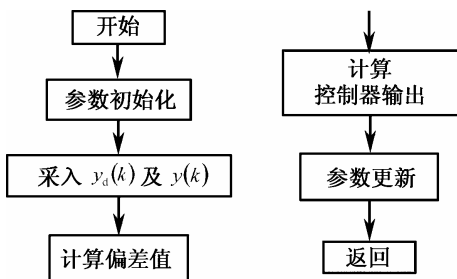 开始
参数初始化
采入 yd(k) 及 y(k)
计算偏差值
计算
控制器输出
参数更新
返回